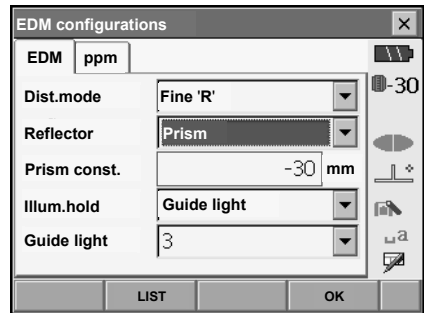 EDM configurations
EDM ppm
-30
Dist.mode Fine 'R'
Reflector Prism
Prism const. -30 mm
Illum.hold Guide light
Guide light 3
a
LIST OK